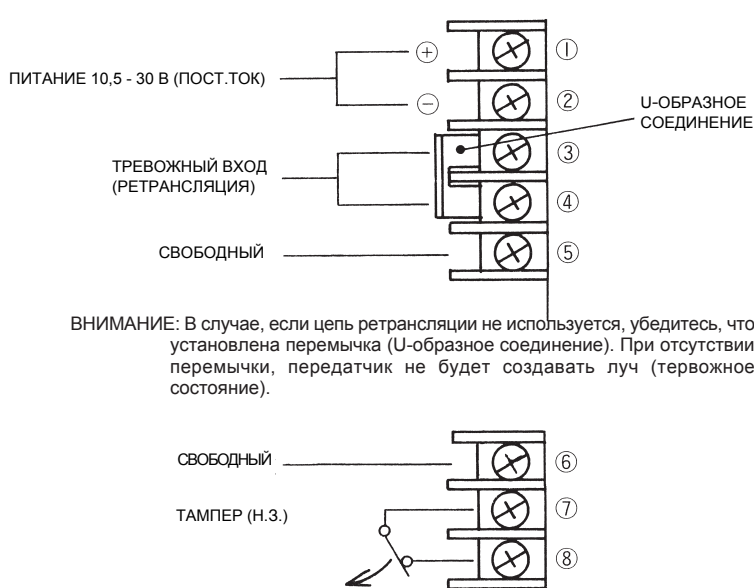 +
①
ПИТАНИЕ 10,5 - 30 В (ПОСТ.ТОК)
−
②
U-ОБРАЗНОЕ
СОЕДИНЕНИЕ
③
ТРЕВОЖНЫЙ ВХОД
(РЕТРАНСЛЯЦИЯ)
④
СВОБОДНЫЙ
⑤
ВНИМАНИЕ: В случае, если цепь ретрансляции не используется, убедитесь, что
установлена перемычка (U-образное соединение). При отсутствии
перемычки, передатчик не будет создавать луч (тервожное
состояние).
СВОБОДНЫЙ
⑥
ТАМПЕР (Н.З.)
⑦
⑧